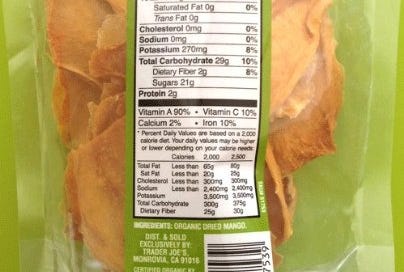 Saturated Fat 0g 0%
Trans Fat 0g
Cholesterol 0mg 0%
Sodium 0mg 0%
Potassium 270mg 8%
Total Carbohydrate 29g 10%
Dietary Fiber 2g 8%
Sugars 21g
Protein 2g
Vitamin A 90% • Vitamin C 10%
Calcium 2% • Iron 10%
* Percent Daily Values are based on a 2,000
calorie diet. Your daily values may be higher
or lower depending on your calorie needs:
Calories 2,000 2,500
Total Fat Less than 65g 80g
Sat Fat Less than 20g 25g
Cholesterol Less than 300mg 300mg
Sodium Less than 2,400mg 2,400mg
Potassium 3,500mg 3,500mg
Total Carbohydrate 300g 375g
Dietary Fiber 25g 30g
INGREDIENTS: ORGANIC DRIED MANGO.
DIST. & SOLD
EXCLUSIVELY BY:
TRADER JOE'S,
MONROVIA, CA 91016
CERTIFIED ORGANIC BY